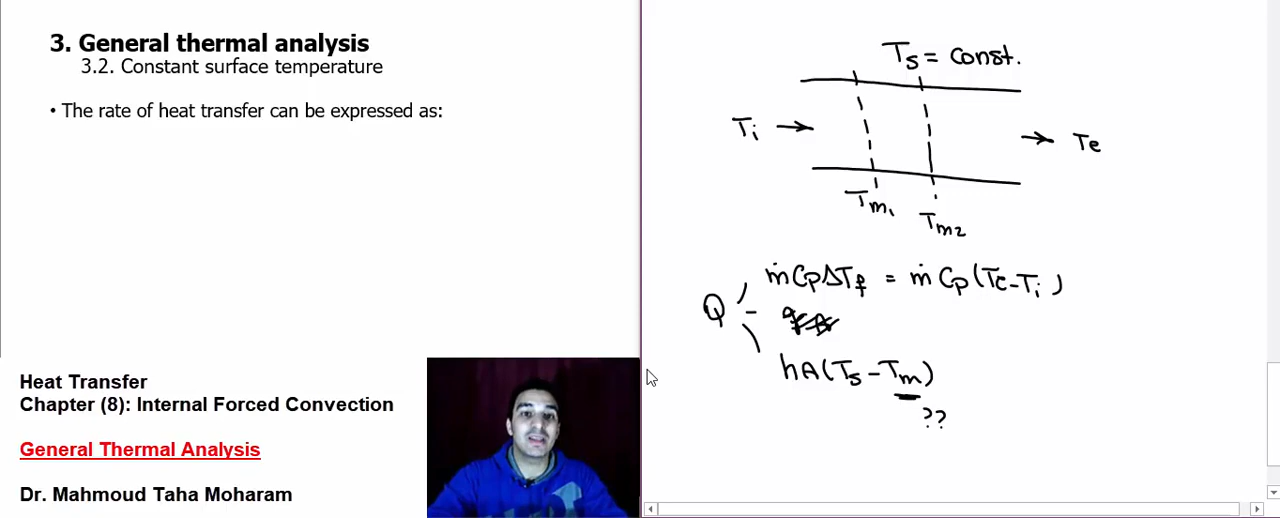 3. General thermal analysis
3.2. Constant surface temperature
• The rate of heat transfer can be expressed as:
Heat Transfer
Chapter (8): Internal Forced Convection
General Thermal Analysis
Dr. Mahmoud Taha Moharam
Ts = const.
Ti → → Te
Tm1
Tm2
Q
ṁCpΔTf = ṁCp(Te-Ti)
hA(Ts-Tm)
??